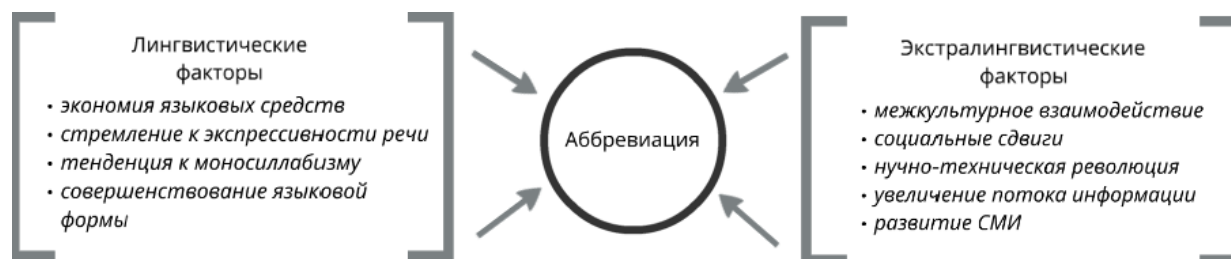 Лингвистические
факторы
• экономия языковых средств
• стремление к экспрессивности речи
• тенденция к моносиллабизму
• совершенствование языковой
формы
Аббревиация
Экстралингвистические
факторы
• межкультурное взаимодействие
• социальные сдвиги
• нучно-техническая революция
• увеличение потока информации
• развитие СМИ